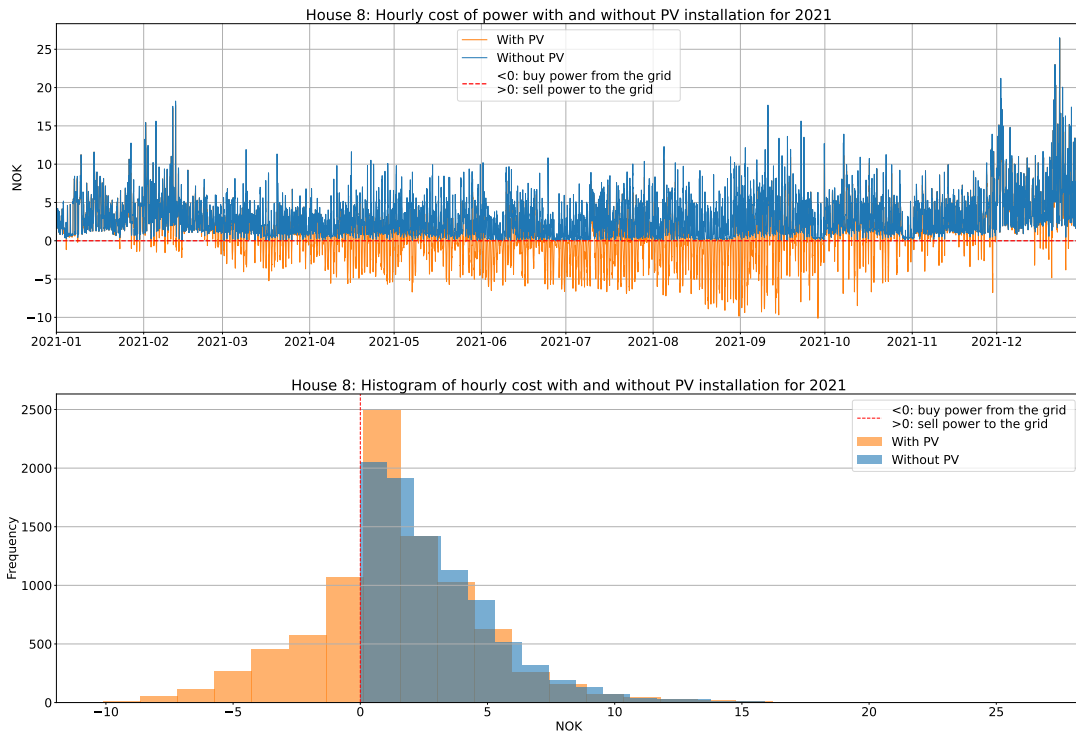 House 8: Hourly cost of power with and without PV installation for 2021
With PV
Without PV
<0: buy power from the grid
>0: sell power to the grid
NOK
25
20
15
10
5
0
−5
−10
2021-01 2021-02 2021-03 2021-04 2021-05 2021-06 2021-07 2021-08 2021-09 2021-10 2021-11 2021-12
House 8: Histogram of hourly cost with and without PV installation for 2021
<0: buy power from the grid
>0: sell power to the grid
With PV
Without PV
Frequency
2500
2000
1500
1000
500
0
−10 −5 0 5 10 15 20 25
NOK